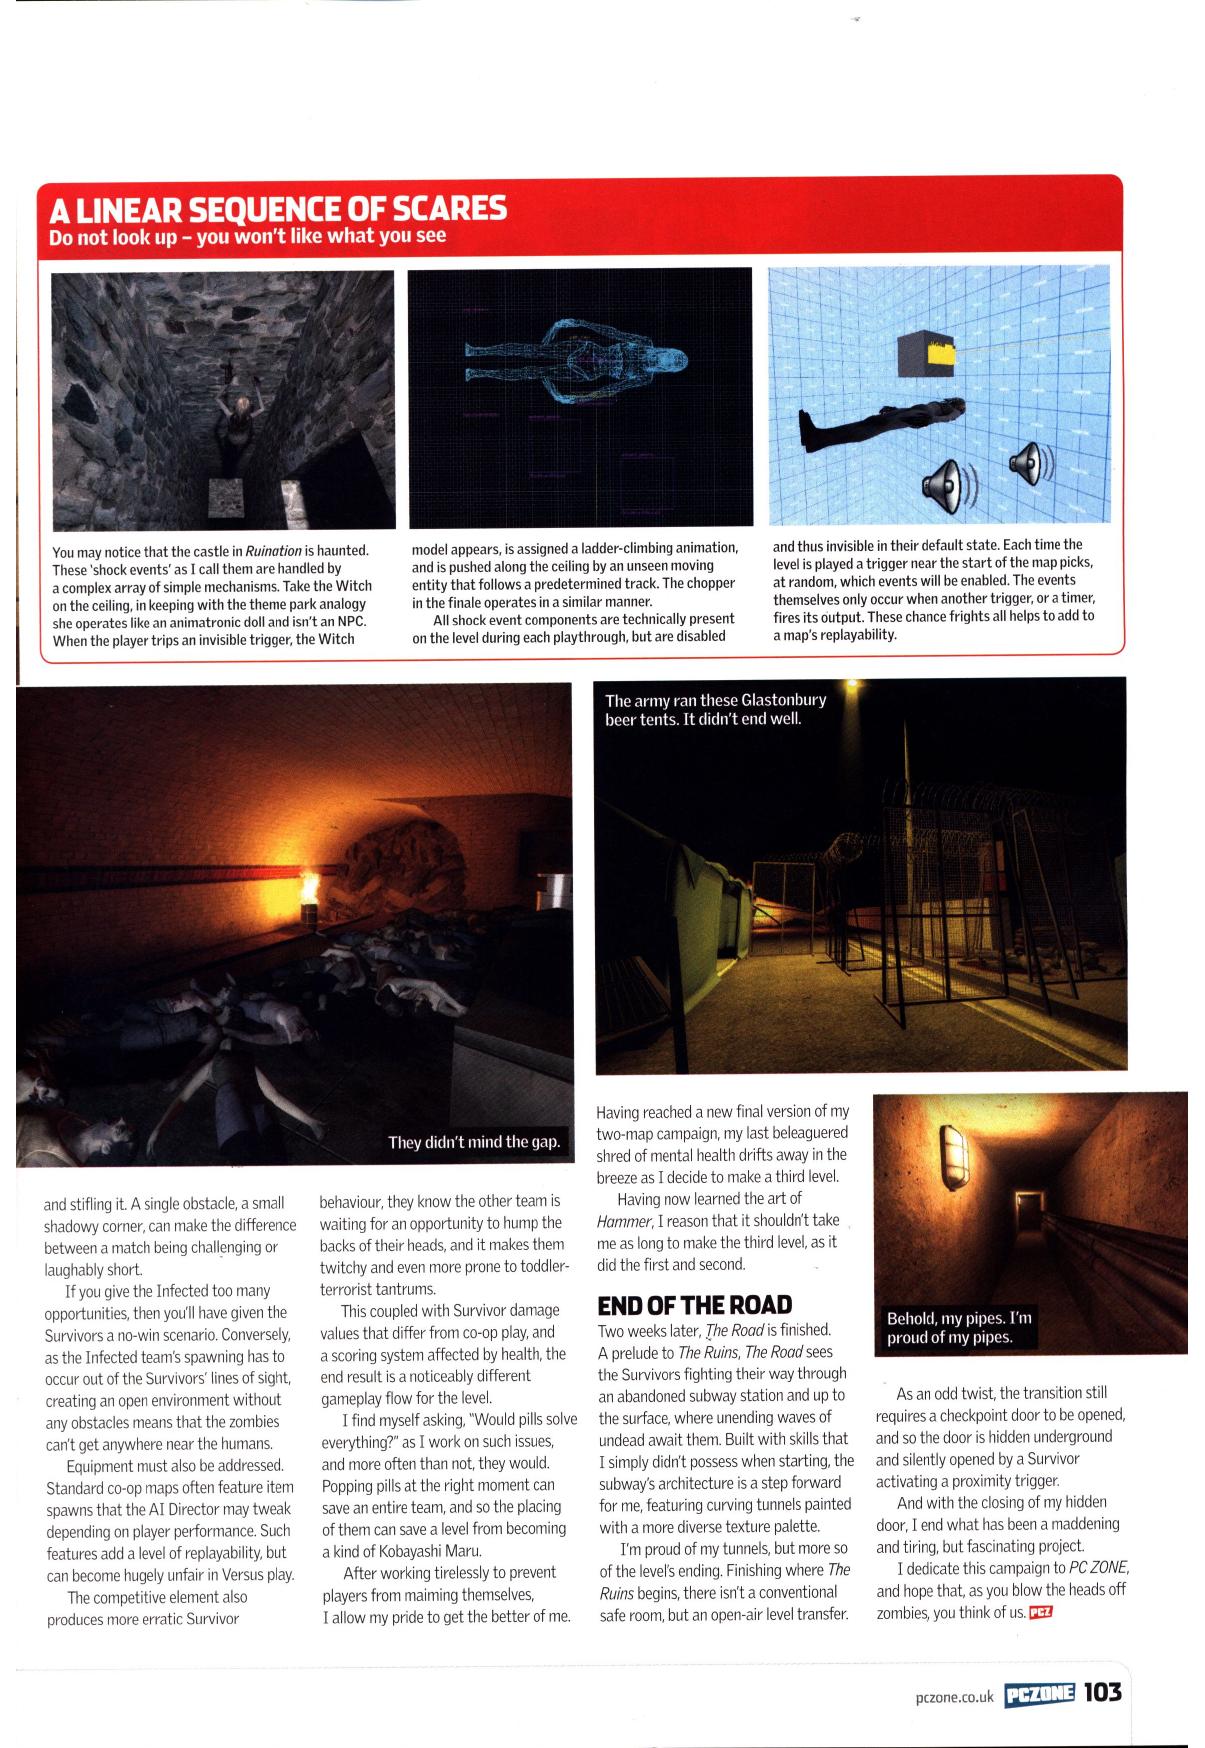 A LINEAR SEQUENCE OF SCARES
Do not look up – you won't like what you see
You may notice that the castle in Ruination is haunted.
These 'shock events' as I call them are handled by
a complex array of simple mechanisms. Take the Witch
on the ceiling, in keeping with the theme park analogy
she operates like an animatronic doll and isn't an NPC.
When the player trips an invisible trigger, the Witch
model appears, is assigned a ladder-climbing animation,
and is pushed along the ceiling by an unseen moving
entity that follows a predetermined track. The chopper
in the finale operates in a similar manner.
All shock event components are technically present
on the level during each playthrough, but are disabled
and thus invisible in their default state. Each time the
level is played a trigger near the start of the map picks,
at random, which events will be enabled. The events
themselves only occur when another trigger, or a timer,
fires its output. These chance frights all helps to add to
a map's replayability.
They didn't mind the gap.
The army ran these Glastonbury
beer tents. It didn't end well.
and stifling it. A single obstacle, a small
shadowy corner, can make the difference
between a match being challenging or
laughably short.
If you give the Infected too many
opportunities, then you'll have given the
Survivors a no-win scenario. Conversely,
as the Infected team's spawning has to
occur out of the Survivors' lines of sight,
creating an open environment without
any obstacles means that the zombies
can't get anywhere near the humans.
Equipment must also be addressed.
Standard co-op maps often feature item
spawns that the AI Director may tweak
depending on player performance. Such
features add a level of replayability, but
can become hugely unfair in Versus play.
The competitive element also
produces more erratic Survivor
behaviour, they know the other team is
waiting for an opportunity to hump the
backs of their heads, and it makes them
twitchy and even more prone to toddler-
terrorist tantrums.
This coupled with Survivor damage
values that differ from co-op play, and
a scoring system affected by health, the
end result is a noticeably different
gameplay flow for the level.
I find myself asking, "Would pills solve
everything?" as I work on such issues,
and more often than not, they would.
Popping pills at the right moment can
save an entire team, and so the placing
of them can save a level from becoming
a kind of Kobayashi Maru.
After working tirelessly to prevent
players from maiming themselves,
I allow my pride to get the better of me.
Having reached a new final version of my
two-map campaign, my last beleaguered
shred of mental health drifts away in the
breeze as I decide to make a third level.
Having now learned the art of
Hammer, I reason that it shouldn't take
me as long to make the third level, as it
did the first and second.
END OF THE ROAD
Two weeks later, The Road is finished.
A prelude to The Ruins, The Road sees
the Survivors fighting their way through
an abandoned subway station and up to
the surface, where unending waves of
undead await them. Built with skills that
I simply didn't possess when starting, the
subway's architecture is a step forward
for me, featuring curving tunnels painted
with a more diverse texture palette.
I'm proud of my tunnels, but more so
of the level's ending. Finishing where The
Ruins begins, there isn't a conventional
safe room, but an open-air level transfer.
Behold, my pipes. I'm
proud of my pipes.
As an odd twist, the transition still
requires a checkpoint door to be opened,
and so the door is hidden underground
and silently opened by a Survivor
activating a proximity trigger.
And with the closing of my hidden
door, I end what has been a maddening
and tiring, but fascinating project.
I dedicate this campaign to PC ZONE,
and hope that, as you blow the heads off
zombies, you think of us. PCZ
pczone.co.uk PCZONE 103